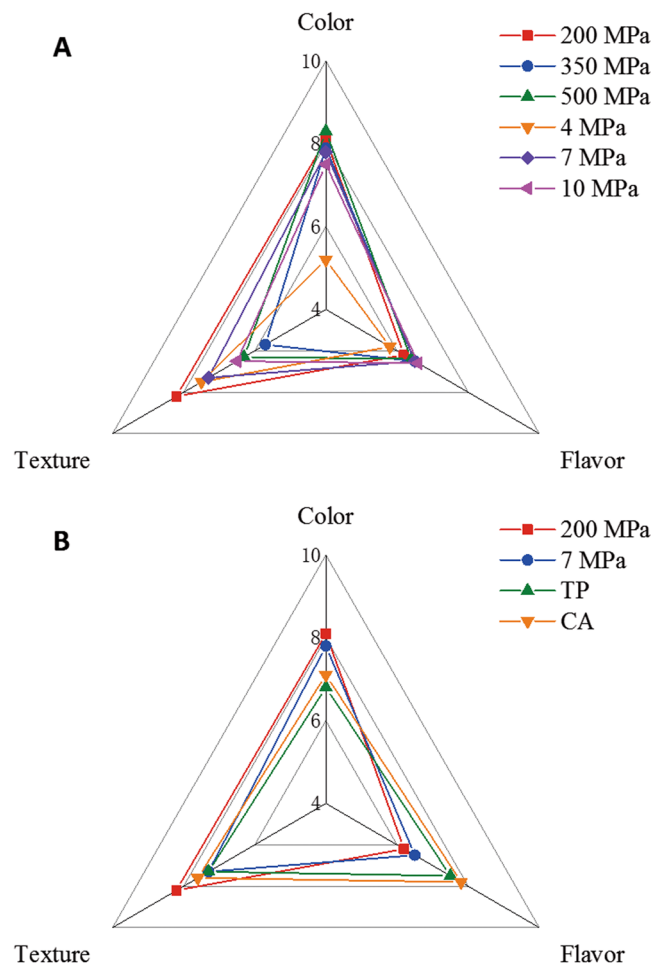 A
Color
10
8
6
4
Texture
Flavor
200 MPa
350 MPa
500 MPa
4 MPa
7 MPa
10 MPa
B
Color
10
8
6
4
Texture
Flavor
200 MPa
7 MPa
TP
CA